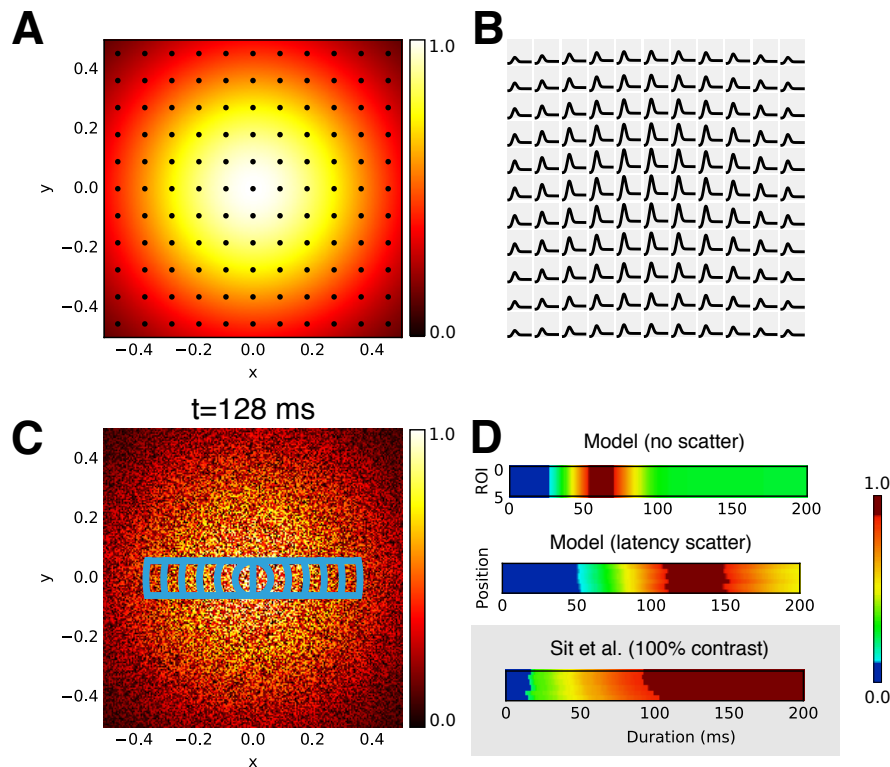 A
1.0
0.0
0.4
0.2
0.0
−0.2
−0.4
y
−0.4
−0.2
0.0
0.2
0.4
x
B
C
t=128 ms
1.0
0.0
0.4
0.2
0.0
−0.2
−0.4
y
−0.4
−0.2
0.0
0.2
0.4
x
D
Model (no scatter)
ROI
0
5
0
50
100
150
200
Model (latency scatter)
Position
0
50
100
150
200
Sit et al. (100% contrast)
0
50
100
150
200
Duration (ms)
1.0
0.0